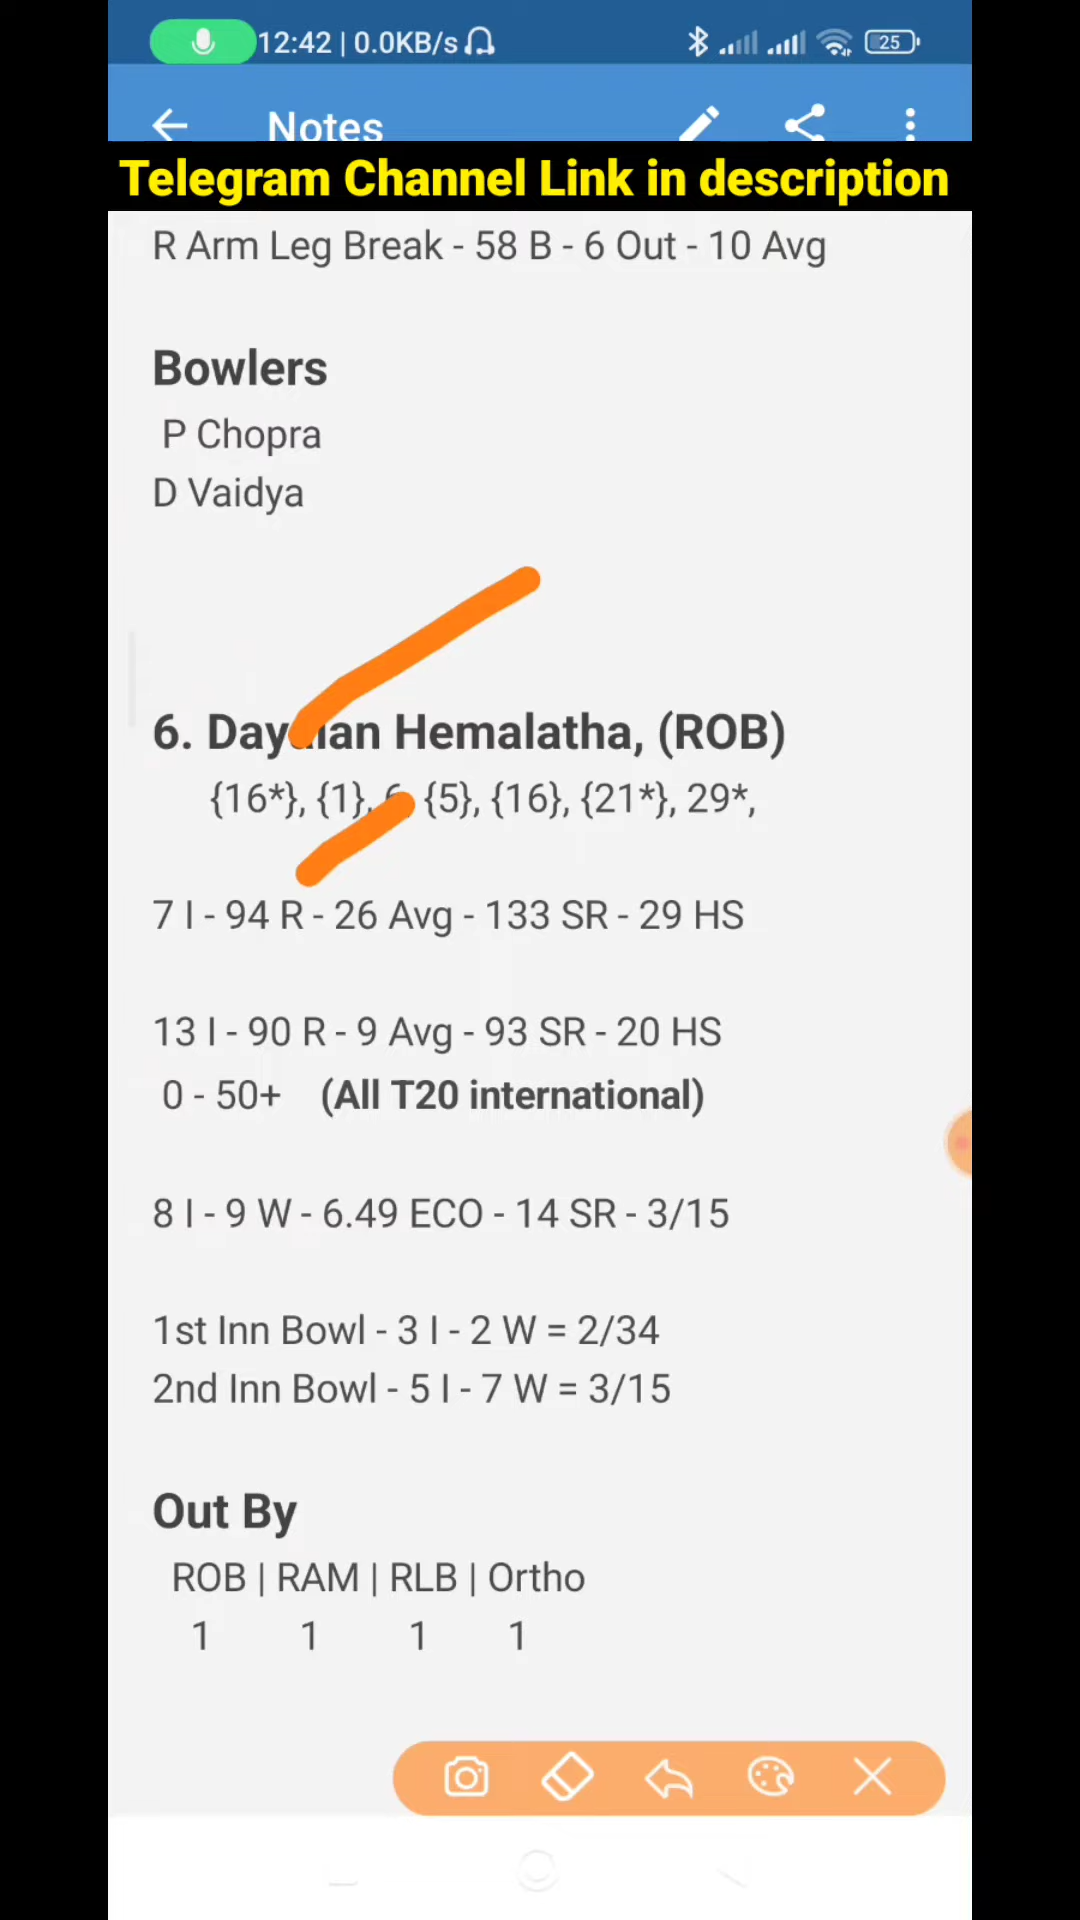 12:42 | 0.0KB/s 25
Notes
Telegram Channel Link in description
R Arm Leg Break - 58 B - 6 Out - 10 Avg
Bowlers
P Chopra
D Vaidya
6. Hemalatha, (ROB)
{16*}, {1}, {5}, {16}, {21*}, 29*,
7 I - 94 R - 26 Avg - 133 SR - 29 HS
13 I - 90 R - 9 Avg - 93 SR - 20 HS
0 - 50+ (All T20 international)
8 I - 9 W - 6.49 ECO - 14 SR - 3/15
1st Inn Bowl - 3 I - 2 W = 2/34
2nd Inn Bowl - 5 I - 7 W = 3/15
Out By
ROB | RAM | RLB | Ortho
1 1 1 1